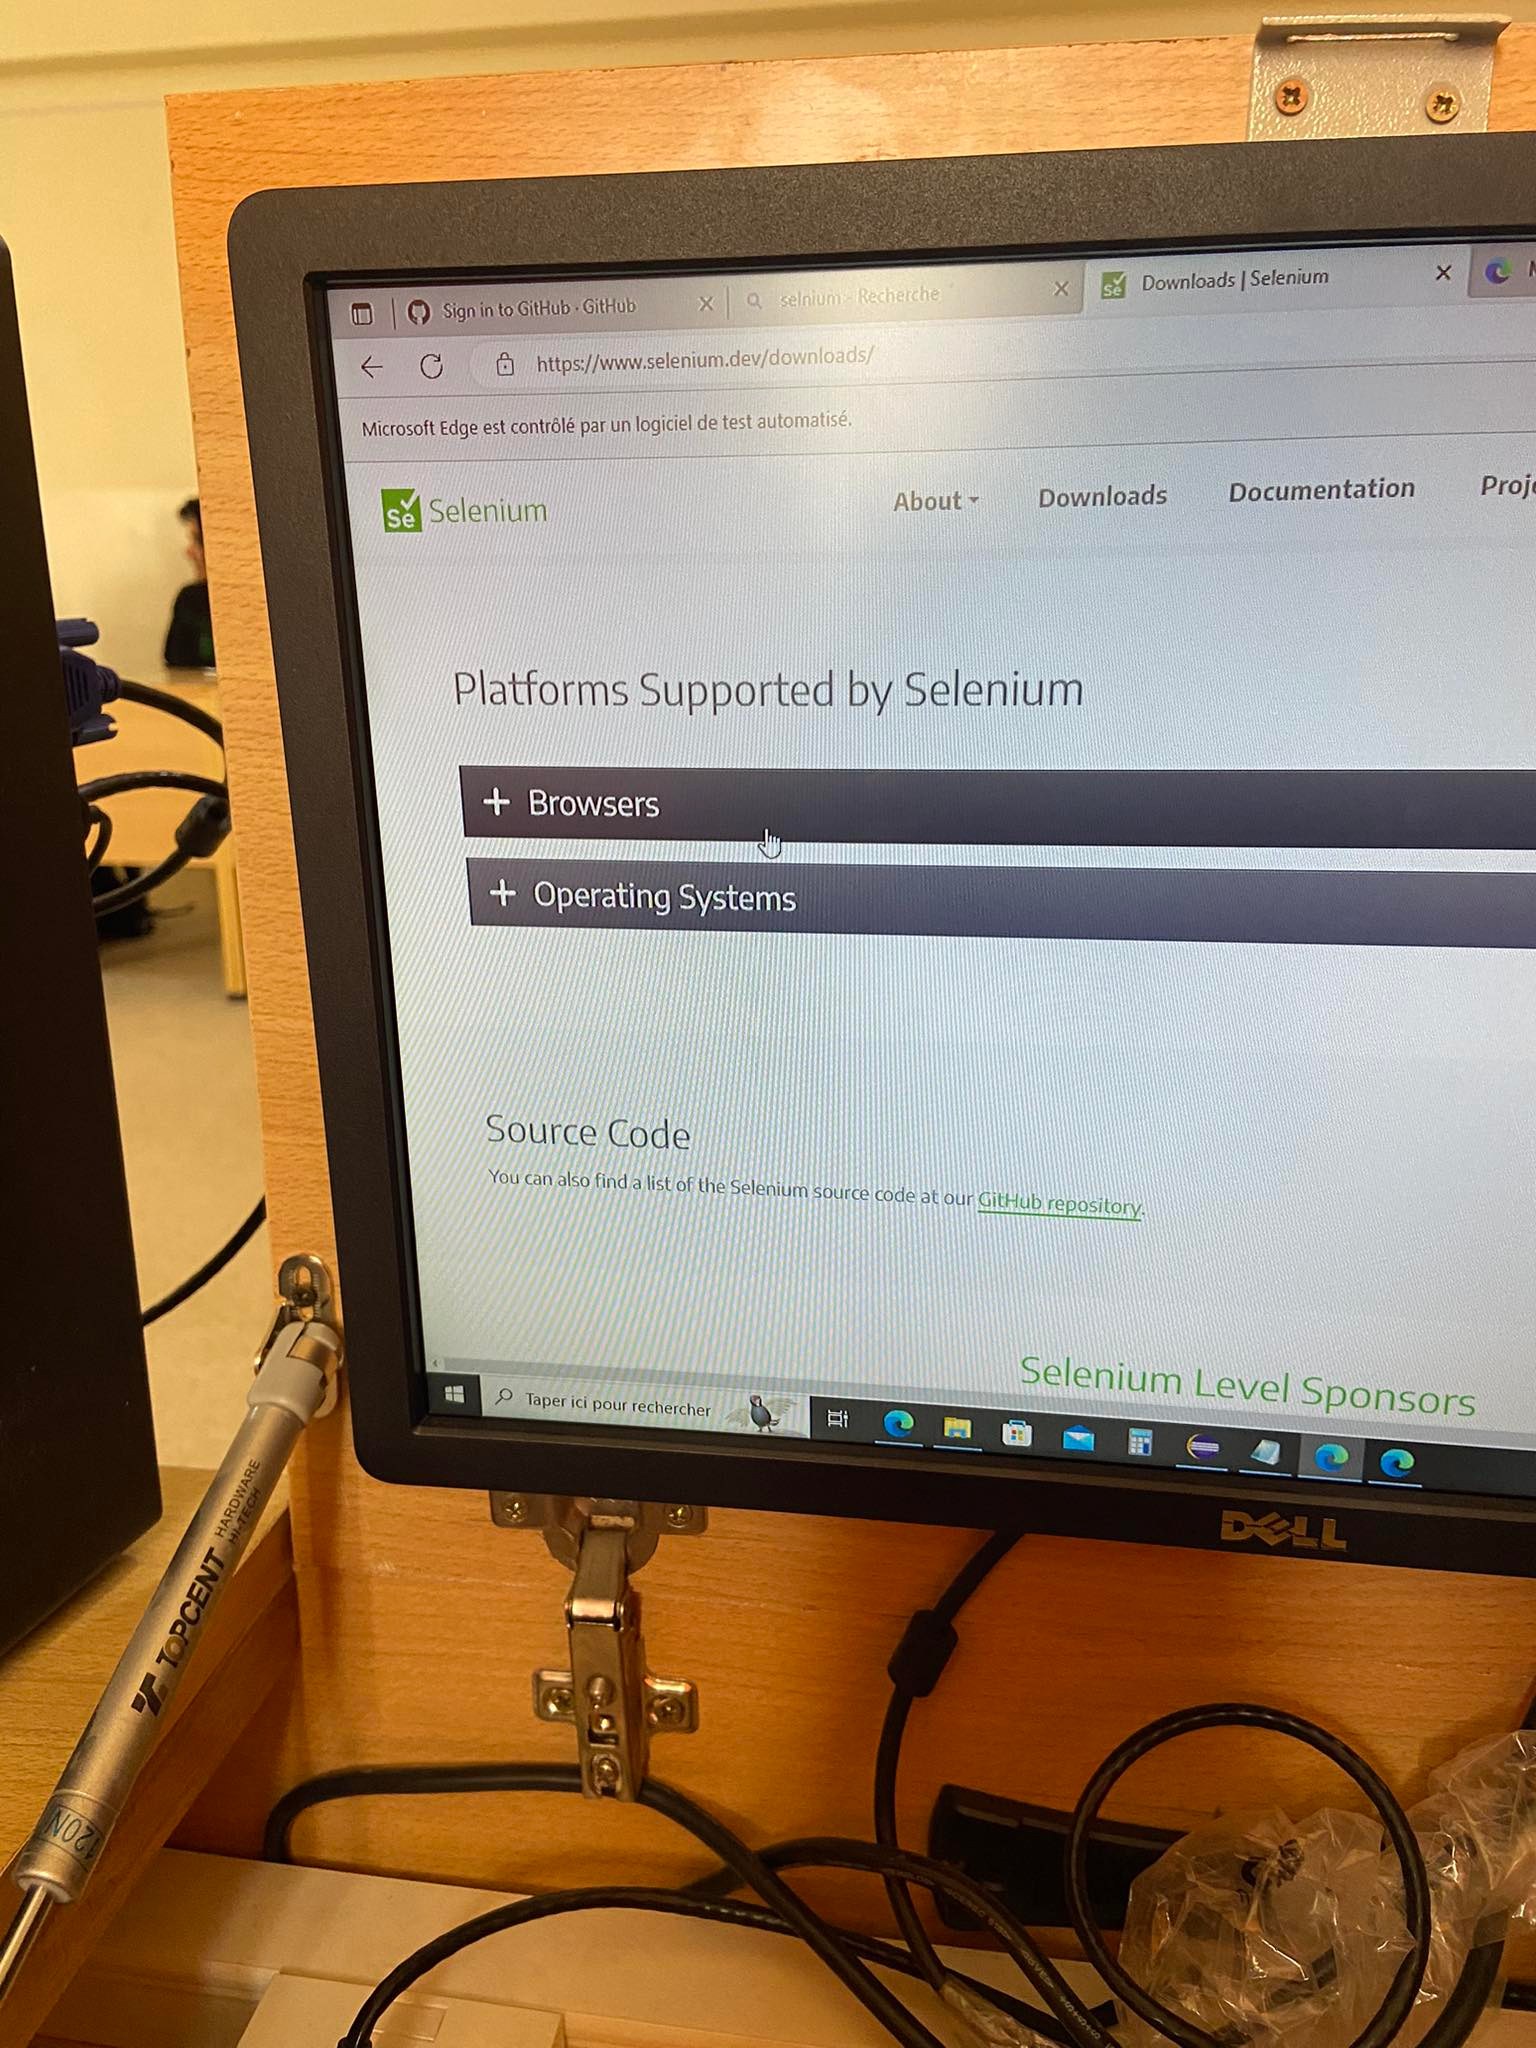 Sign in to GitHub · GitHub
selnium - Recherche
Downloads | Selenium
https://www.selenium.dev/downloads/
Microsoft Edge est contrôlé par un logiciel de test automatisé.
Se Selenium
About
Downloads
Documentation
Proj
Platforms Supported by Selenium
+ Browsers
+ Operating Systems
Source Code
You can also find a list of the Selenium source code at our GitHub repository.
Selenium Level Sponsors
Taper ici pour rechercher
DELL
TOPCENT HARDWARE
HI-TECH
120N